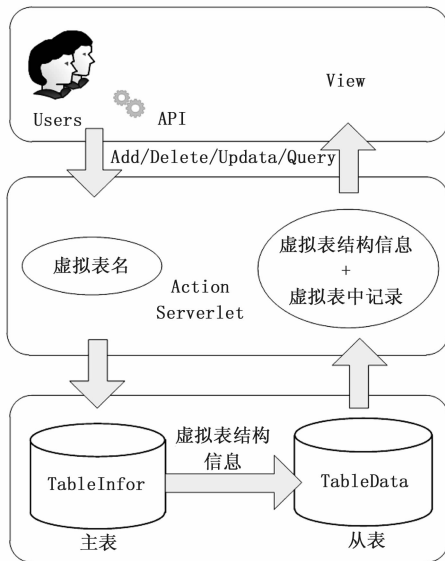 View
Users
API
Add/Delete/Updata/Query
虚拟表名
虚拟表结构信息
+
虚拟表中记录
Action
Serverlet
虚拟表结构
信息
TableInfor
TableData
主表
从表